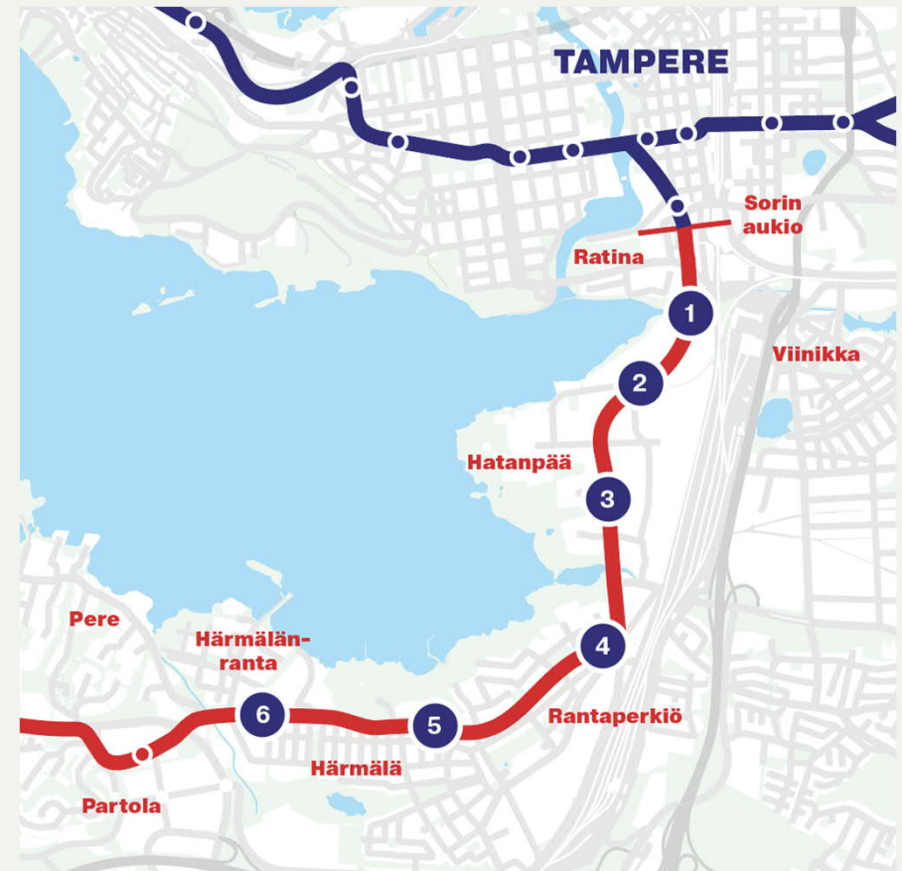 TAMPERE
Sorin
aukio
Ratina
1
Viinikka
2
Hatanpää
3
Pere
Härmälän-
ranta
4
6
5
Rantaperkiö
Härmälä
Partola